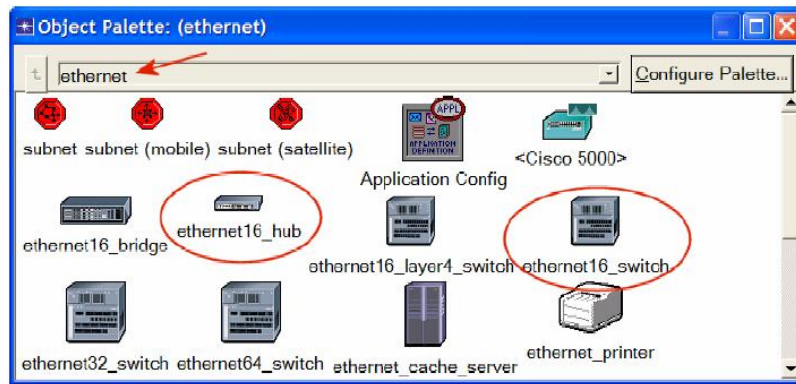 Object Palette: (ethernet)
ethernet
Configure Palette...
subnet
subnet (mobile)
subnet (satellite)
APPL
APPLICATION
DEFINITION
Application Config
<Cisco 5000>
ethernet16_bridge
ethernet16_hub
ethernet16_layer4_switch
ethernet16_switch
ethernet32_switch
ethernet64_switch
ethernet_cache_server
ethernet_printer